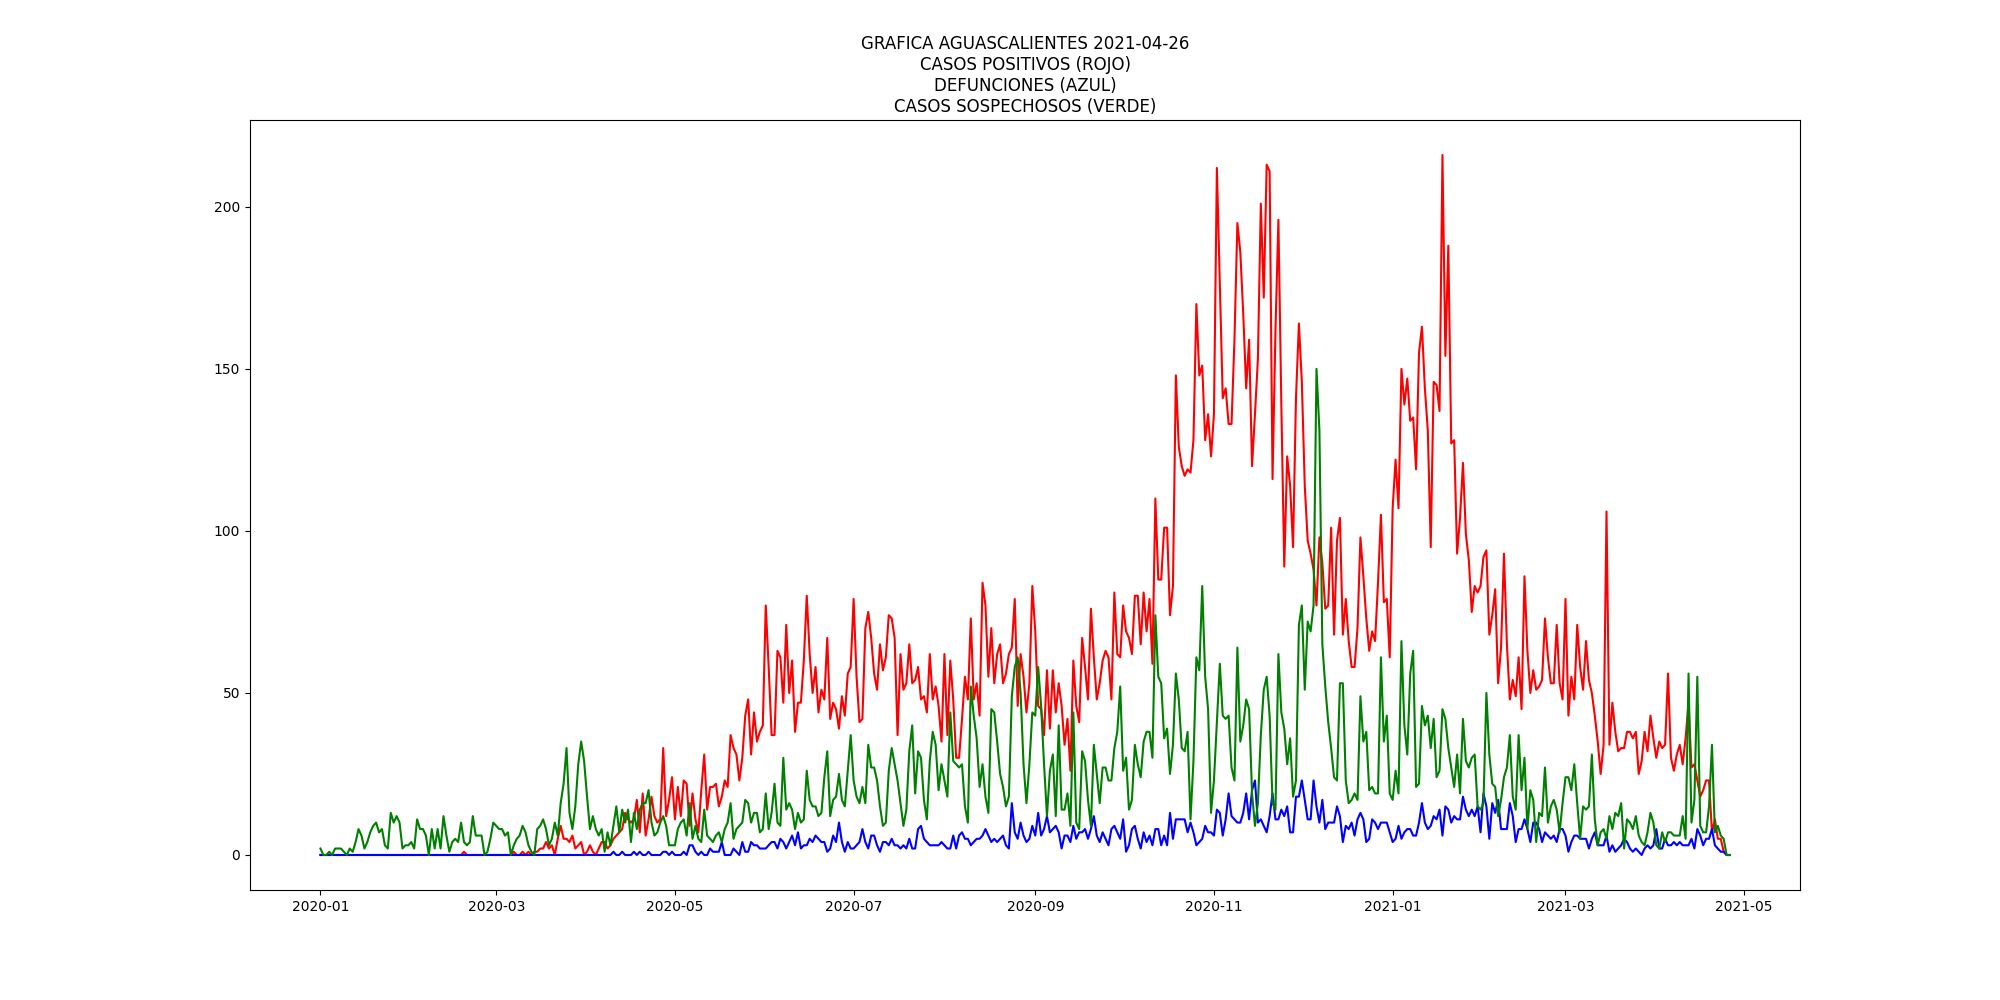 GRAFICA AGUASCALIENTES 2021-04-26
CASOS POSITIVOS (ROJO)
DEFUNCIONES (AZUL)
CASOS SOSPECHOSOS (VERDE)
200
150
100
50
0
2020-01 2020-03 2020-05 2020-07 2020-09 2020-11 2021-01 2021-03 2021-05